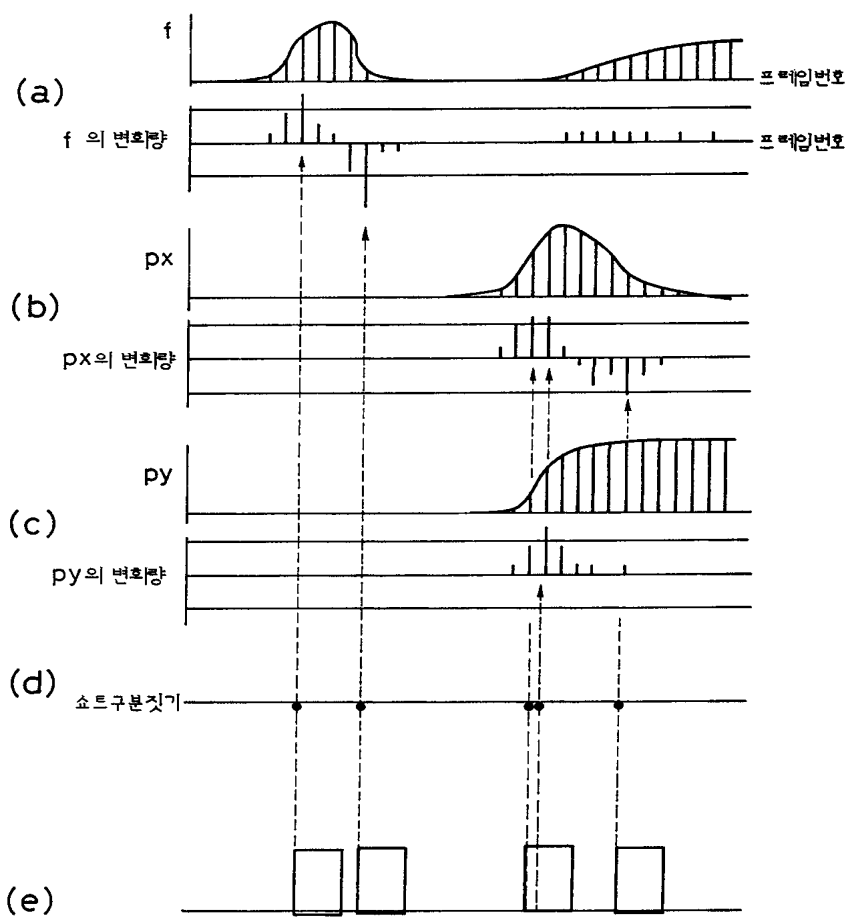 f
프레임번호
(a)
f 의 변화량
프레임번호
px
(b)
px의 변화량
py
(c)
py의 변화량
(d)
쇼트구분짓기
(e)